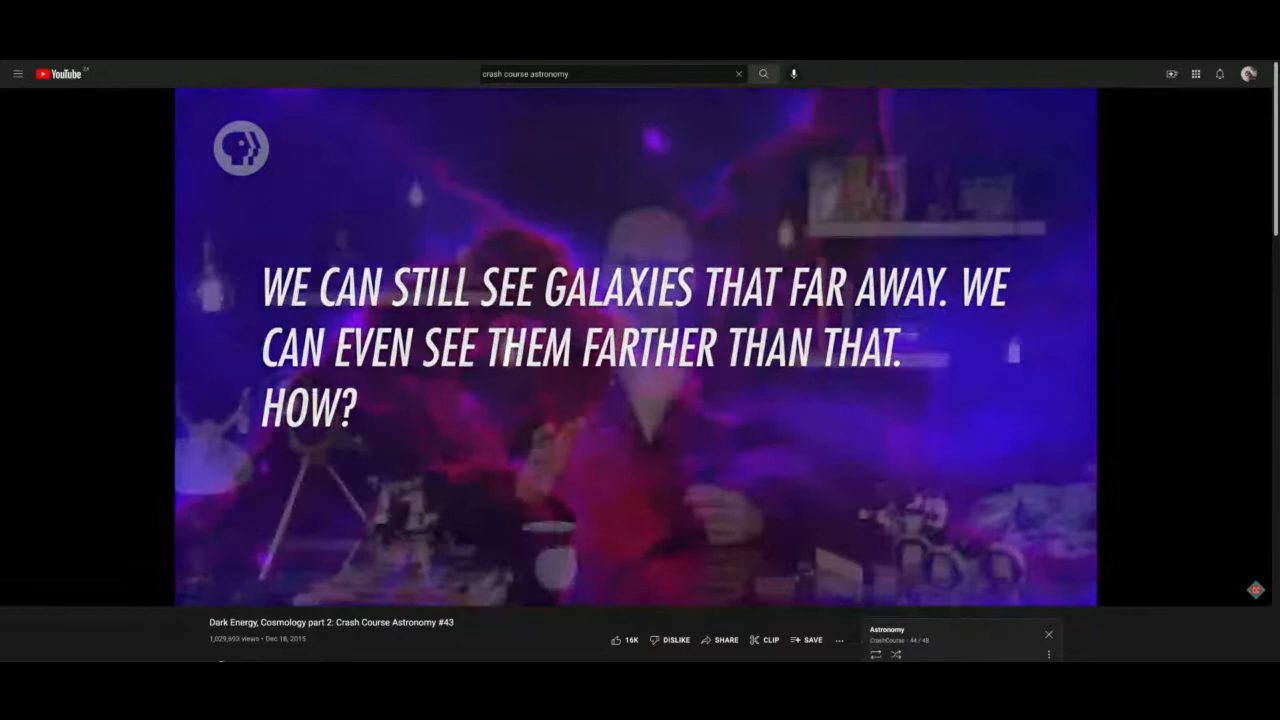 YouTube ZA
crash course astronomy
WE CAN STILL SEE GALAXIES THAT FAR AWAY. WE
CAN EVEN SEE THEM FARTHER THAN THAT.
HOW?
Dark Energy, Cosmology part 2: Crash Course Astronomy #43
1,029,693 views • Dec 18, 2015
16K DISLIKE SHARE CLIP SAVE
Astronomy
CrashCourse - 44 / 48